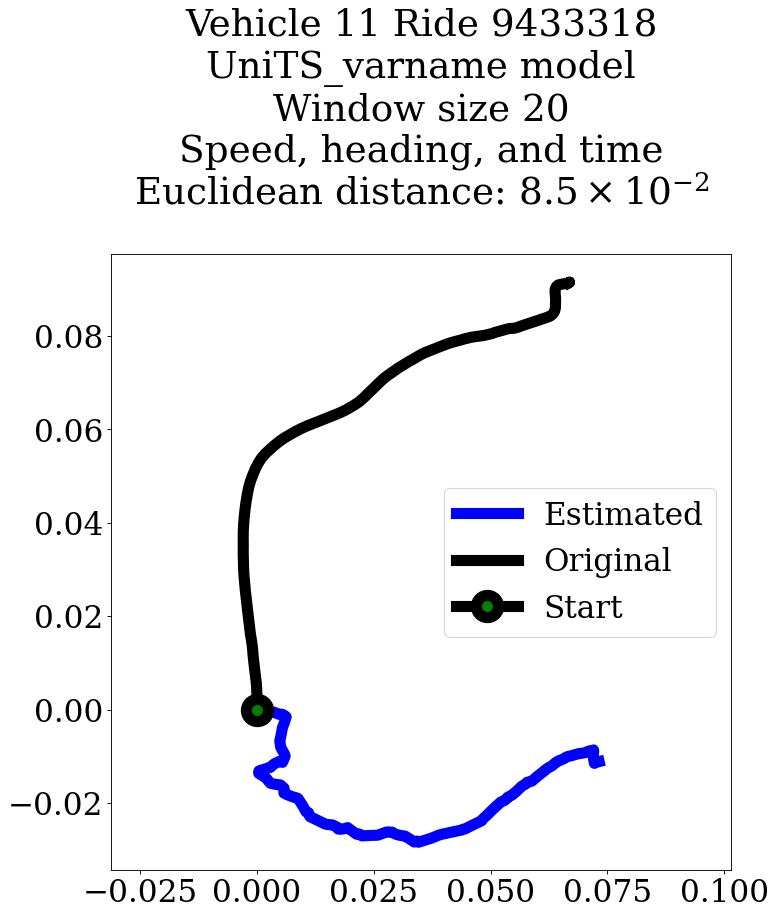 Vehicle 11 Ride 9433318
UniTS_varname model
Window size 20
Speed, heading, and time
Euclidean distance: 8.5 × 10⁻²
0.08
0.06
0.04
0.02
0.00
−0.02
Estimated
Original
Start
−0.025 0.000 0.025 0.050 0.075 0.100